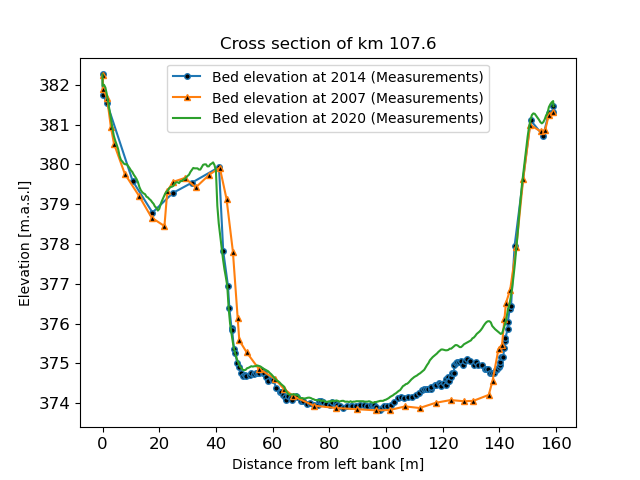 Cross section of km 107.6
Bed elevation at 2014 (Measurements)
Bed elevation at 2007 (Measurements)
Bed elevation at 2020 (Measurements)
Elevation [m.a.s.l]
382
381
380
379
378
377
376
375
374
0 20 40 60 80 100 120 140 160
Distance from left bank [m]